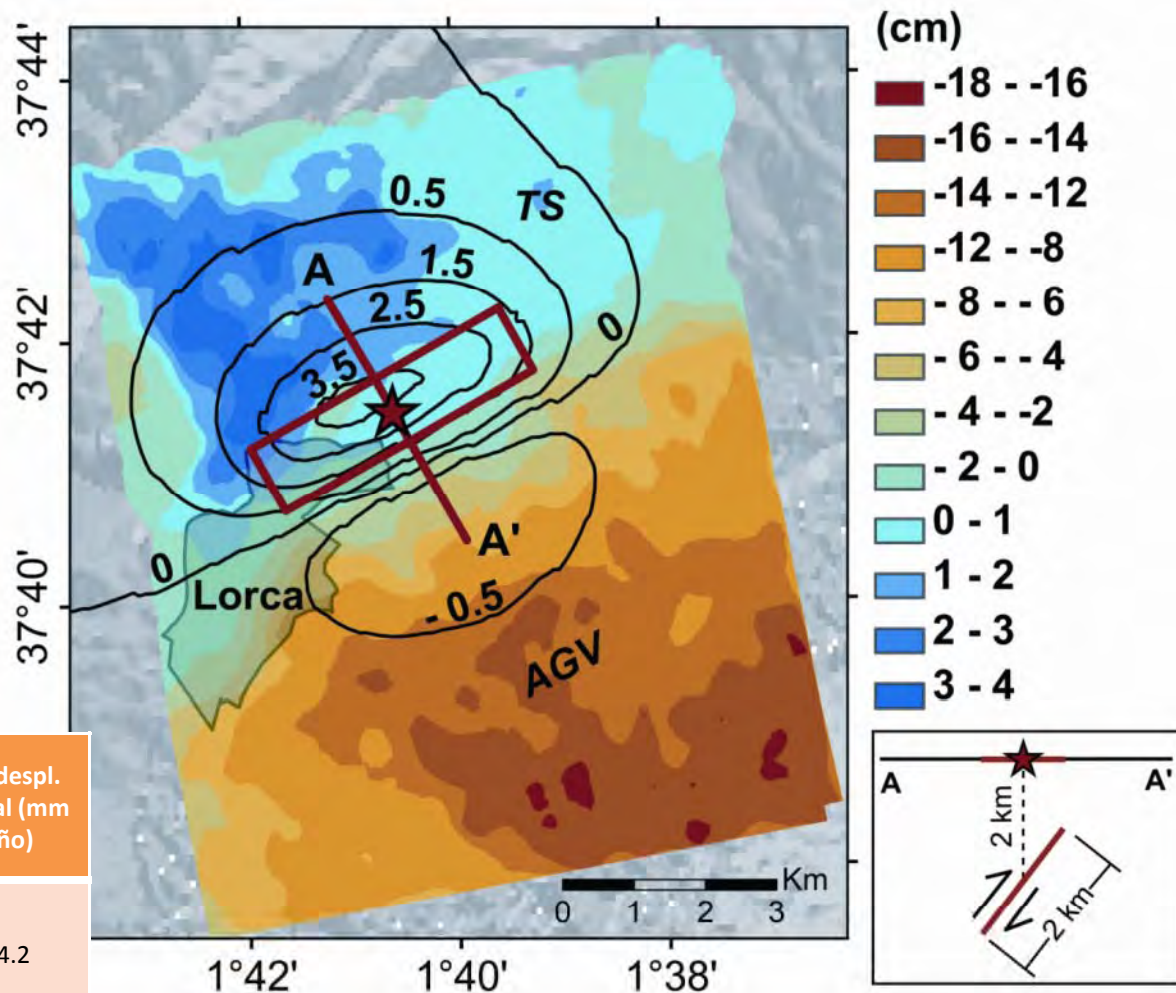 37°44'
37°42'
37°40'
0.5
TS
A
1.5
2.5
3.5
0
A'
0
Lorca
- 0.5
AGV
Km
0 1 2 3
1°42' 1°40' 1°38'
(cm)
-18 - -16
-16 - -14
-14 - -12
-12 - -8
- 8 - - 6
- 6 - - 4
- 4 - -2
- 2 - 0
0 - 1
1 - 2
2 - 3
3 - 4
A A'
2 km
2 km
despl.
al (mm
ño)
4.2